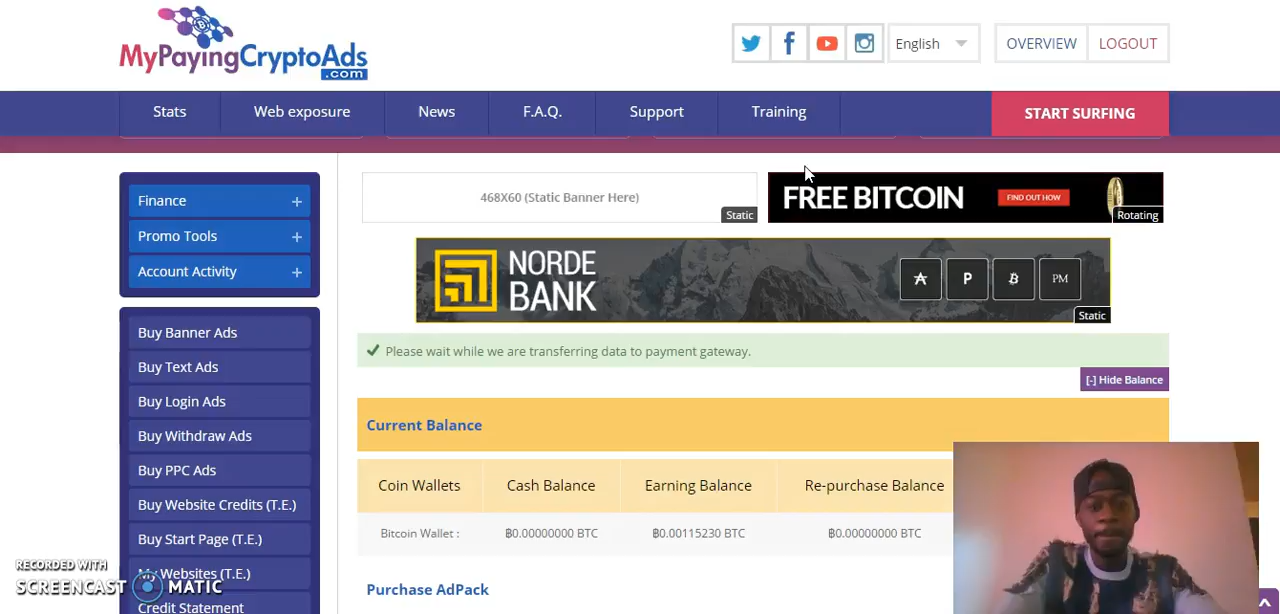 MyPayingCryptoAds
.com
English
OVERVIEW
LOGOUT
Stats
Web exposure
News
F.A.Q.
Support
Training
START SURFING
Finance
Promo Tools
Account Activity
Buy Banner Ads
Buy Text Ads
Buy Login Ads
Buy Withdraw Ads
Buy PPC Ads
Buy Website Credits (T.E.)
Buy Start Page (T.E.)
My Websites (T.E.)
Credit Statement
468X60 (Static Banner Here)
Static
FREE BITCOIN
FIND OUT HOW
Rotating
NORDE
BANK
P
PM
Static
Please wait while we are transferring data to payment gateway.
[-] Hide Balance
Current Balance
Coin Wallets Cash Balance Earning Balance Re-purchase Balance
Bitcoin Wallet : ฿0.00000000 BTC ฿0.00115230 BTC ฿0.00000000 BTC
Purchase AdPack
RECORDED WITH
SCREENCAST MATIC